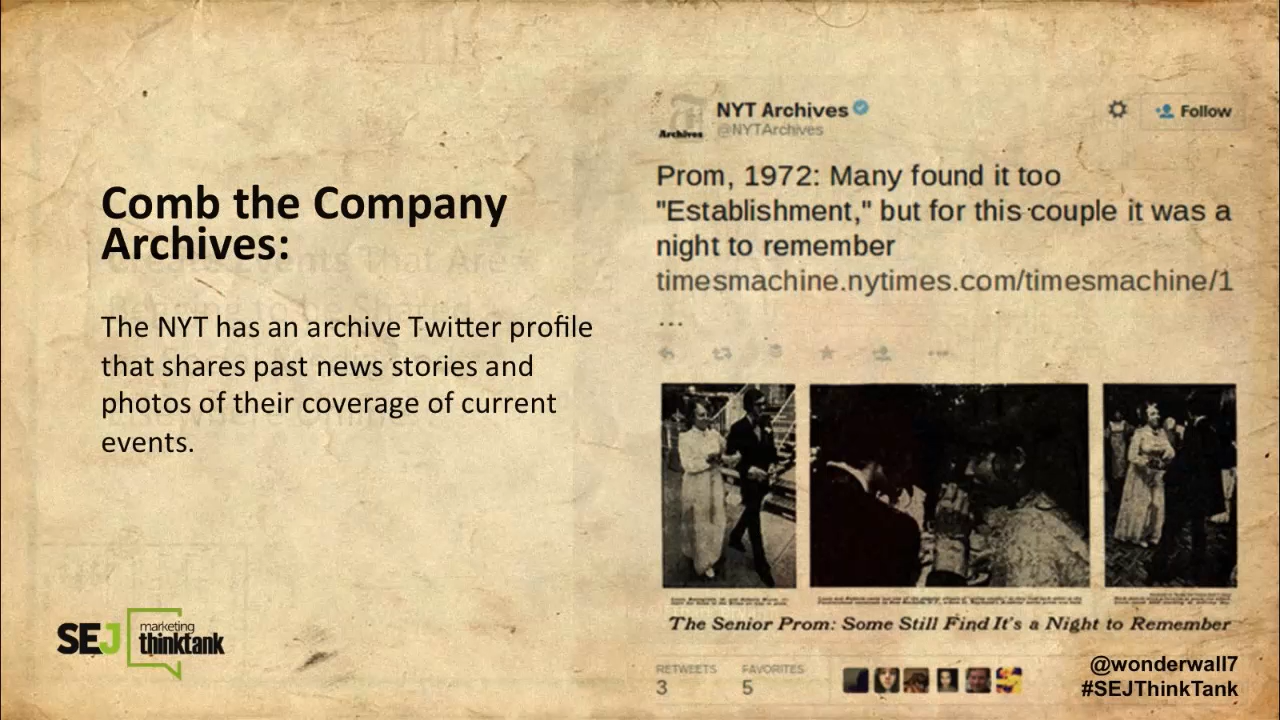 Comb the Company
Archives:
The NYT has an archive Twitter profile
that shares past news stories and
photos of their coverage of current
events.
SEJ marketing
thinktank
Archives
NYT Archives
@NYTArchives
Follow
Prom, 1972: Many found it too
"Establishment," but for this couple it was a
night to remember
timesmachine.nytimes.com/timesmachine/1
...
The Senior Prom: Some Still Find It's a Night to Remember
RETWEETS FAVORITES
3 5
@wonderwall7
#SEJThinkTank